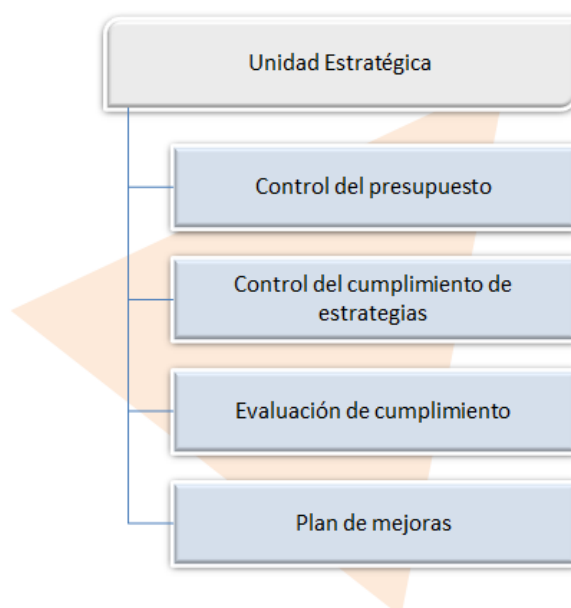 Unidad Estratégica
Control del presupuesto
Control del cumplimiento de
estrategias
Evaluación de cumplimiento
Plan de mejoras